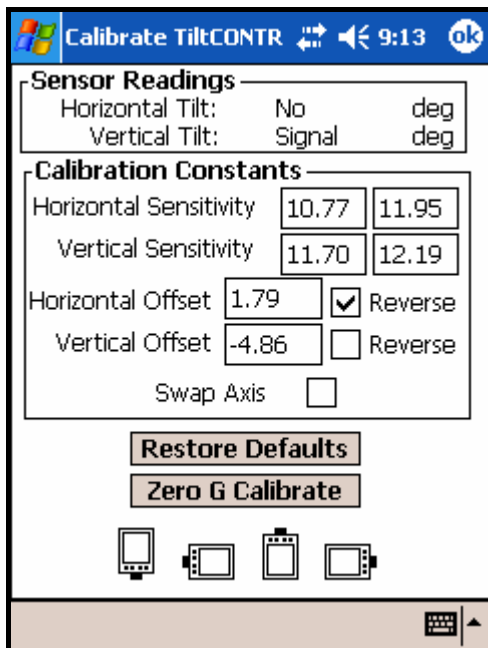 Calibrate TiltCONTR 9:13 ok
Sensor Readings
Horizontal Tilt: No deg
Vertical Tilt: Signal deg
Calibration Constants
Horizontal Sensitivity 10.77 11.95
Vertical Sensitivity 11.70 12.19
Horizontal Offset 1.79 Reverse
Vertical Offset -4.86 Reverse
Swap Axis
Restore Defaults
Zero G Calibrate